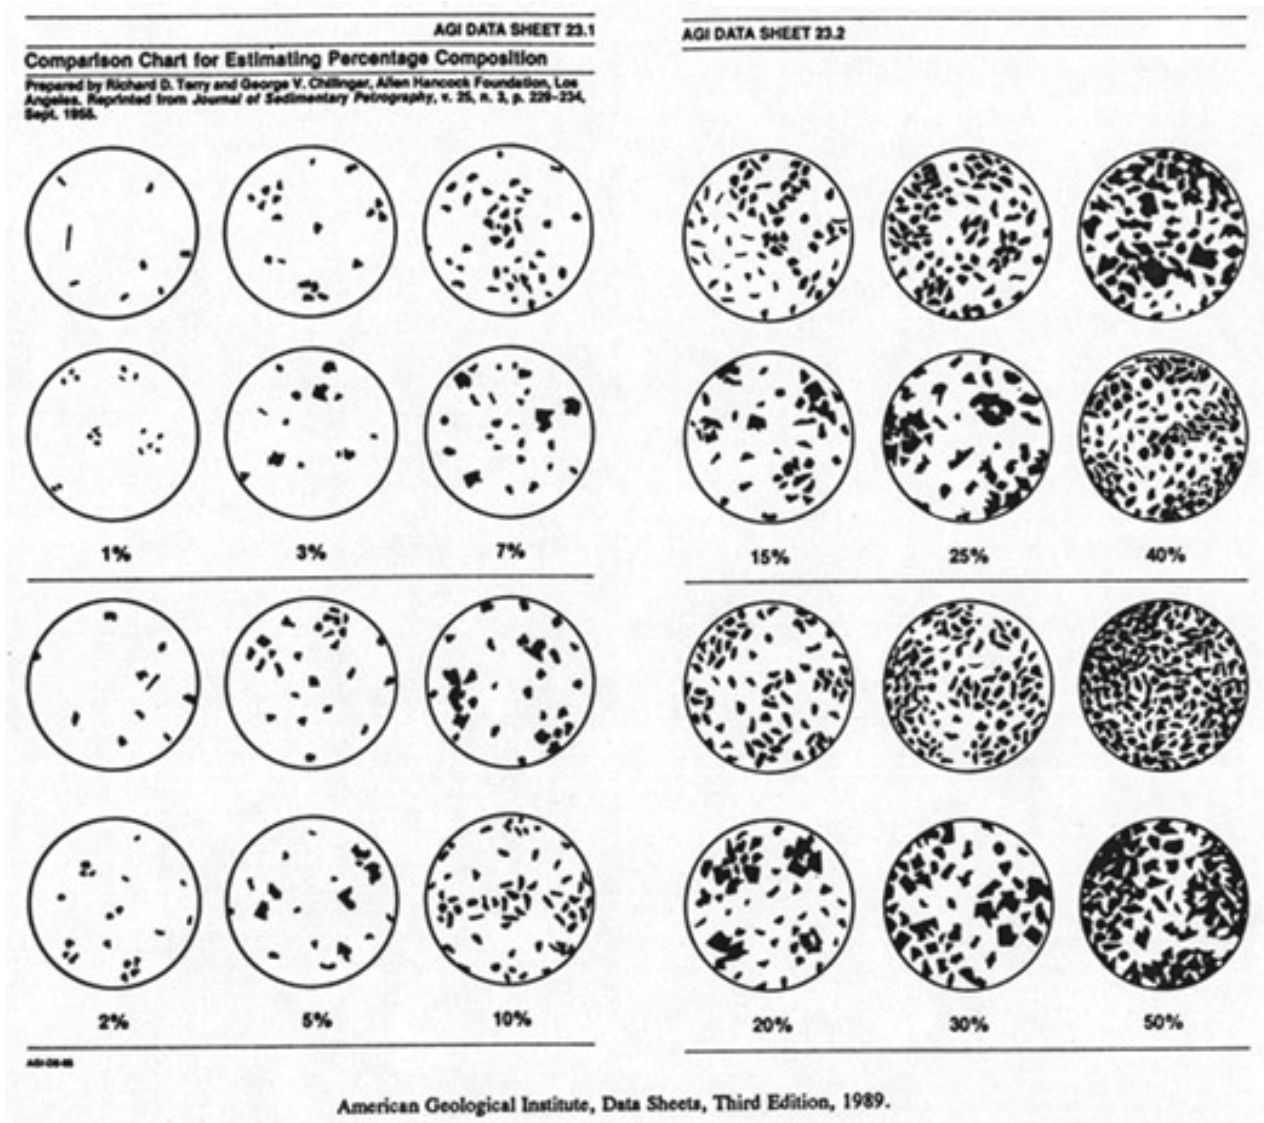 AGI DATA SHEET 23.1
Comparison Chart for Estimating Percentage Composition
Prepared by Richard D. Terry and George V. Chilingar, Allen Hancock Foundation, Los
Angeles. Reprinted from Journal of Sedimentary Petrography, v. 25, n. 3, p. 229-234,
Sept. 1955.
1% 3% 7%
2% 5% 10%
AGI DATA SHEET 23.2
15% 25% 40%
20% 30% 50%
American Geological Institute, Data Sheets, Third Edition, 1989.